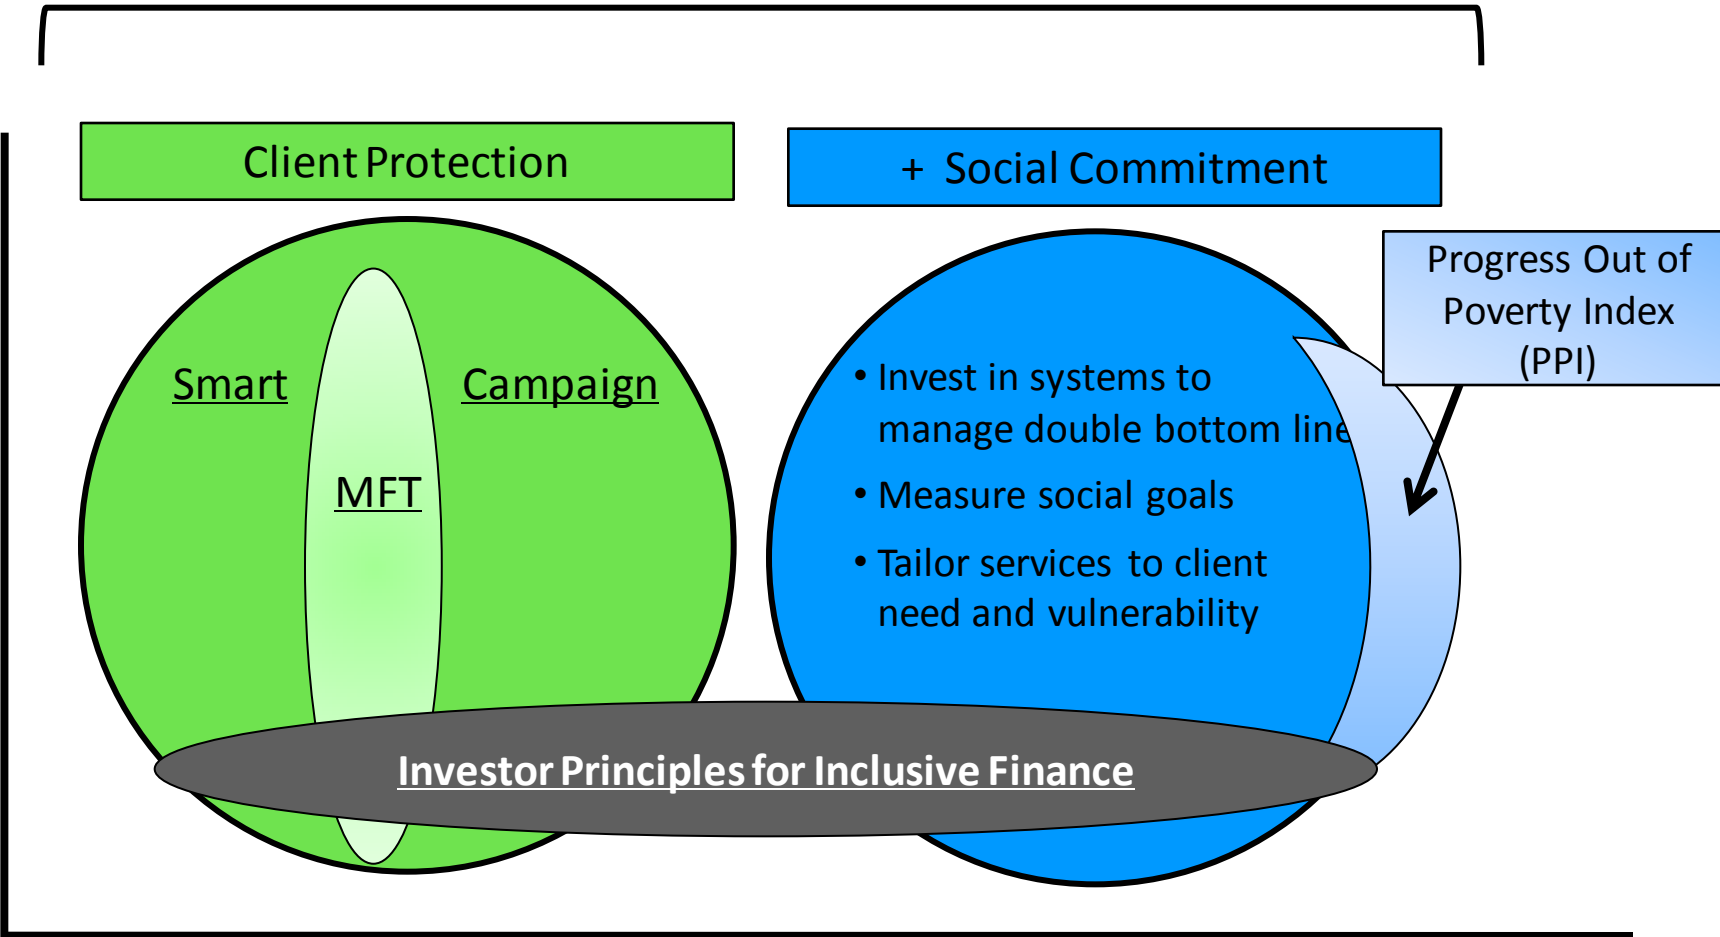 Client Protection
+ Social Commitment
Progress Out of
Poverty Index
(PPI)
Smart Campaign
MFT
• Invest in systems to
manage double bottom line
• Measure social goals
• Tailor services to client
need and vulnerability
Investor Principles for Inclusive Finance